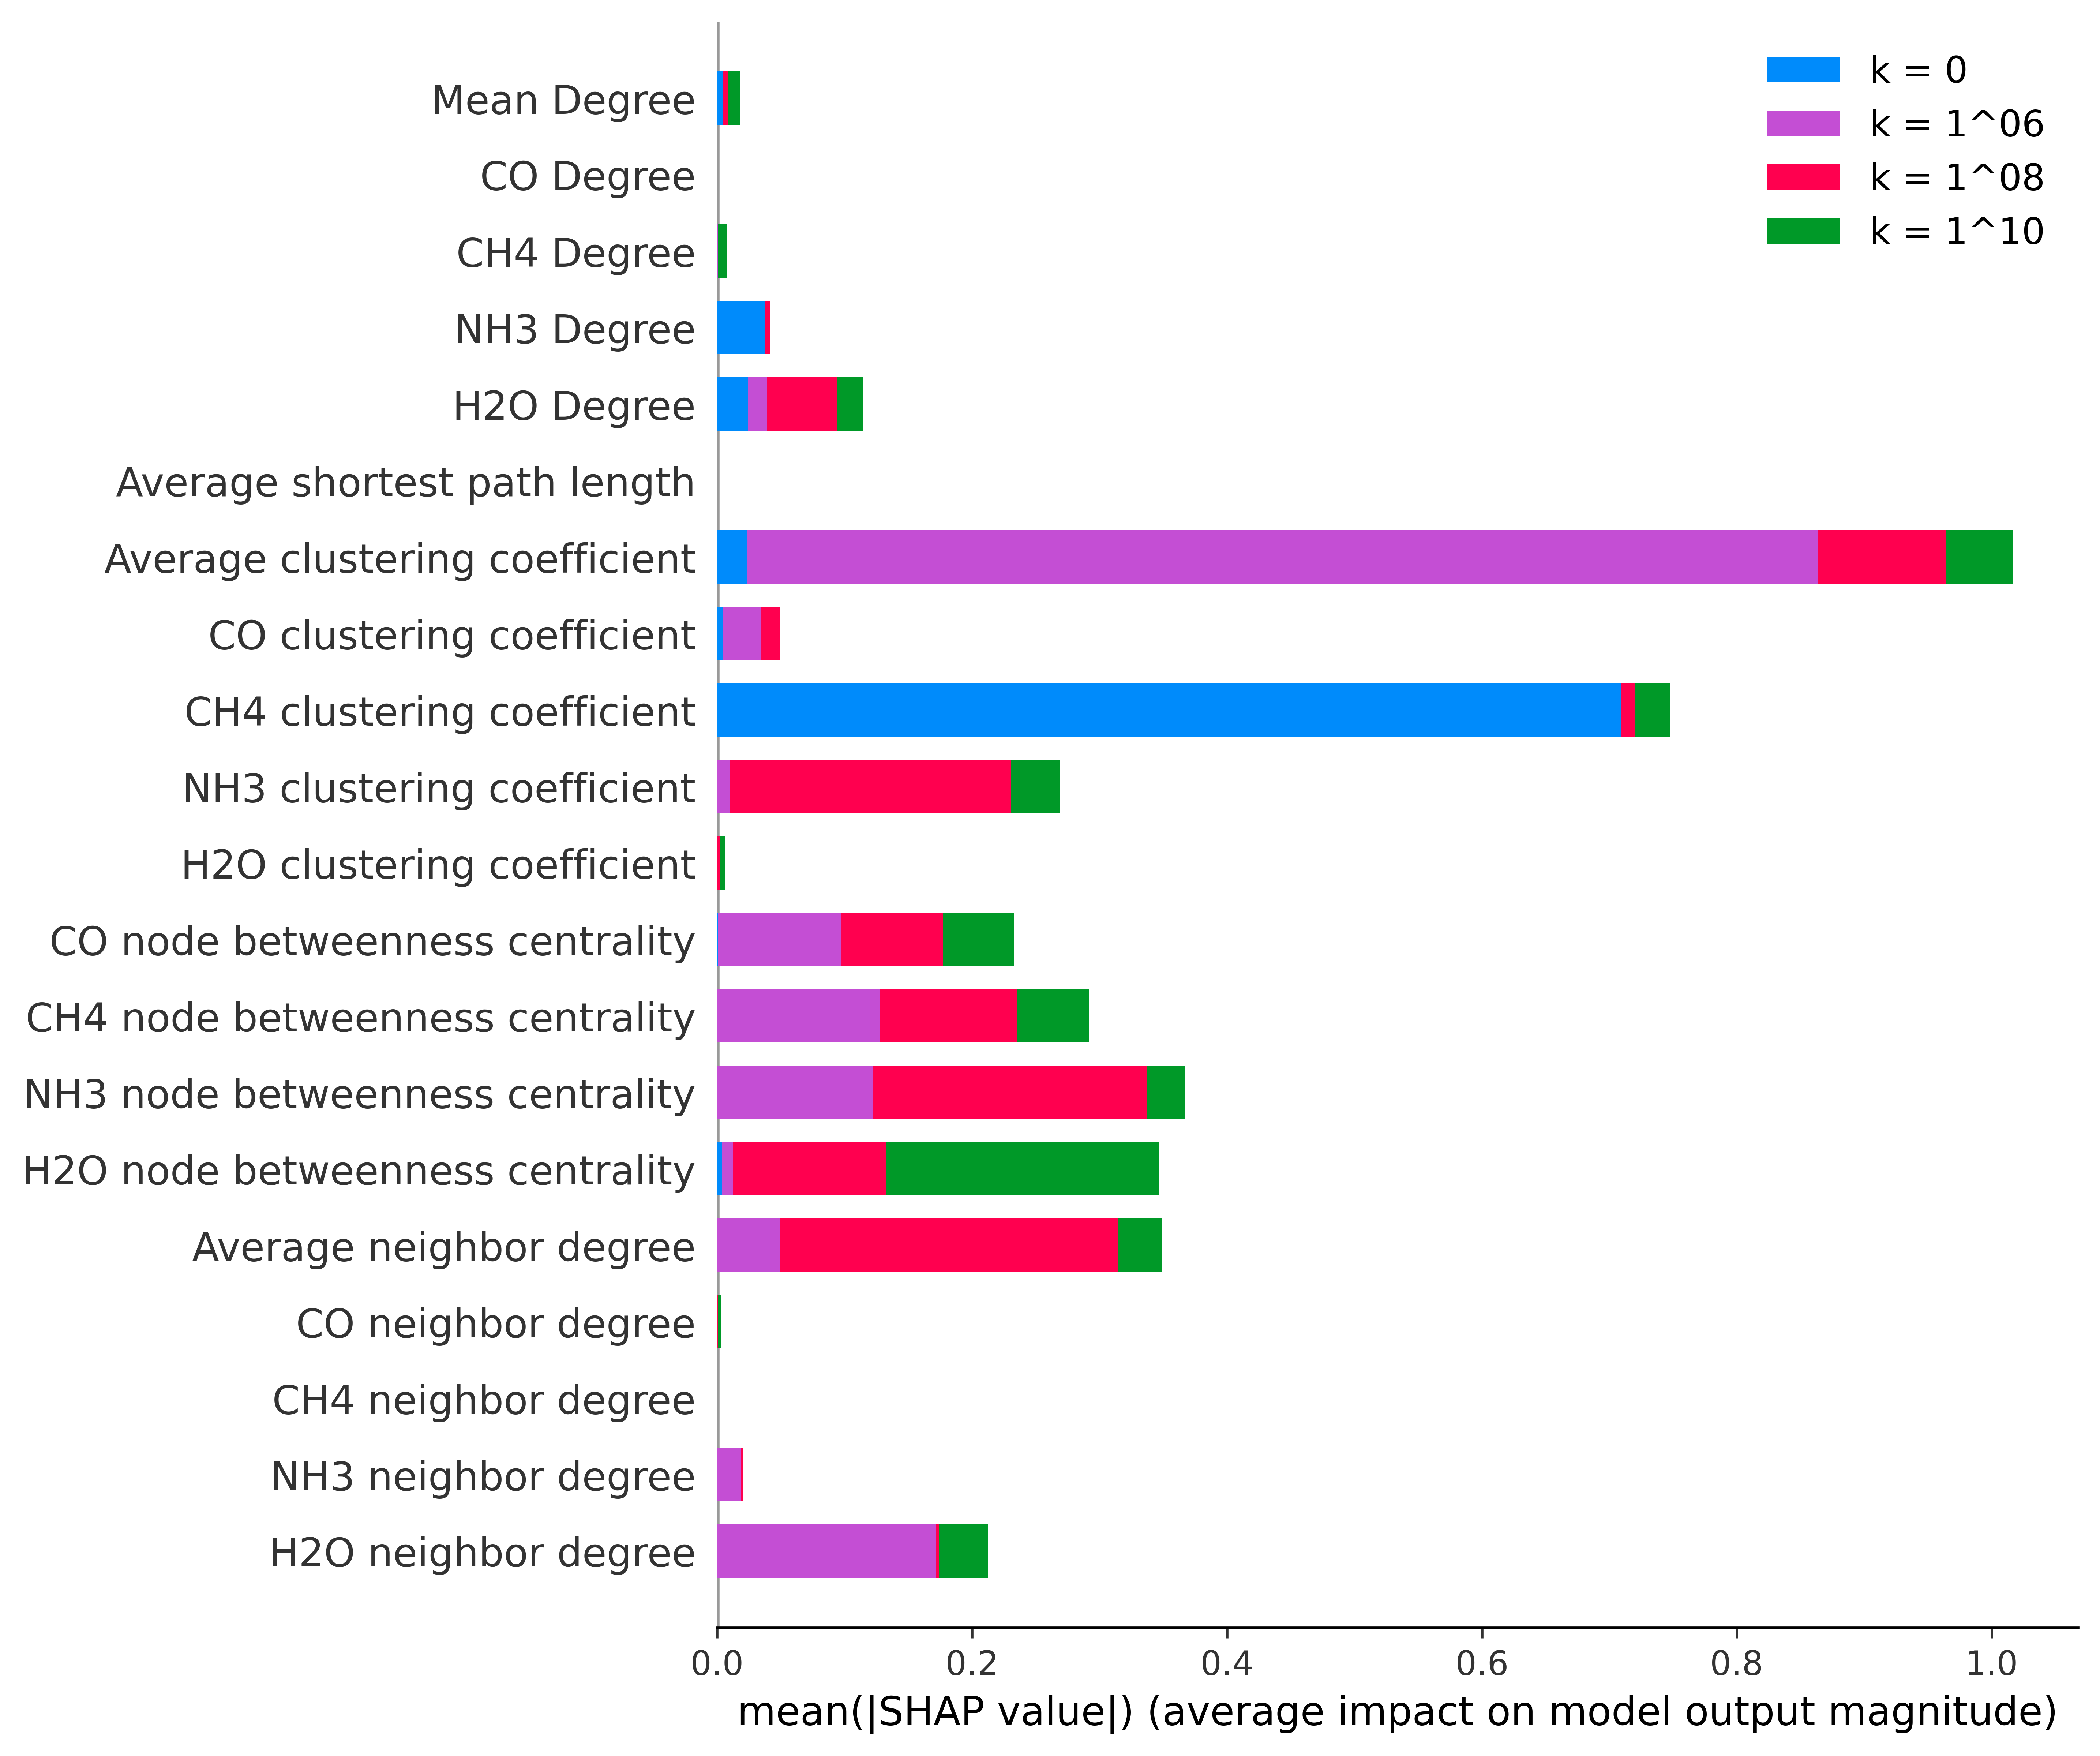 k = 0
k = 1^06
k = 1^08
k = 1^10
Mean Degree
CO Degree
CH4 Degree
NH3 Degree
H2O Degree
Average shortest path length
Average clustering coefficient
CO clustering coefficient
CH4 clustering coefficient
NH3 clustering coefficient
H2O clustering coefficient
CO node betweenness centrality
CH4 node betweenness centrality
NH3 node betweenness centrality
H2O node betweenness centrality
Average neighbor degree
CO neighbor degree
CH4 neighbor degree
NH3 neighbor degree
H2O neighbor degree
0.0 0.2 0.4 0.6 0.8 1.0
mean(|SHAP value|) (average impact on model output magnitude)